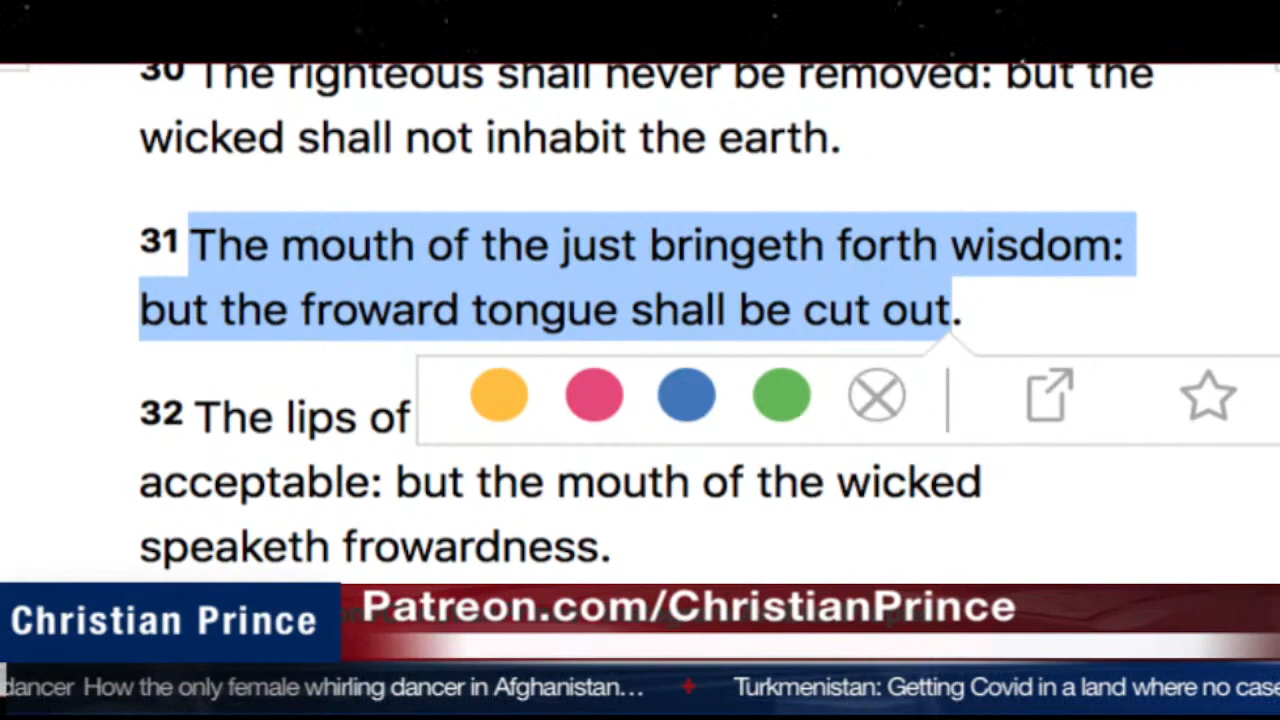 30 The righteous shall never be removed: but the
wicked shall not inhabit the earth.
31 The mouth of the just bringeth forth wisdom:
but the froward tongue shall be cut out.
32 The lips of
acceptable: but the mouth of the wicked
speaketh frowardness.
Christian Prince
Patreon.com/ChristianPrince
dancer How the only female whirling dancer in Afghanistan... Turkmenistan: Getting Covid in a land where no case